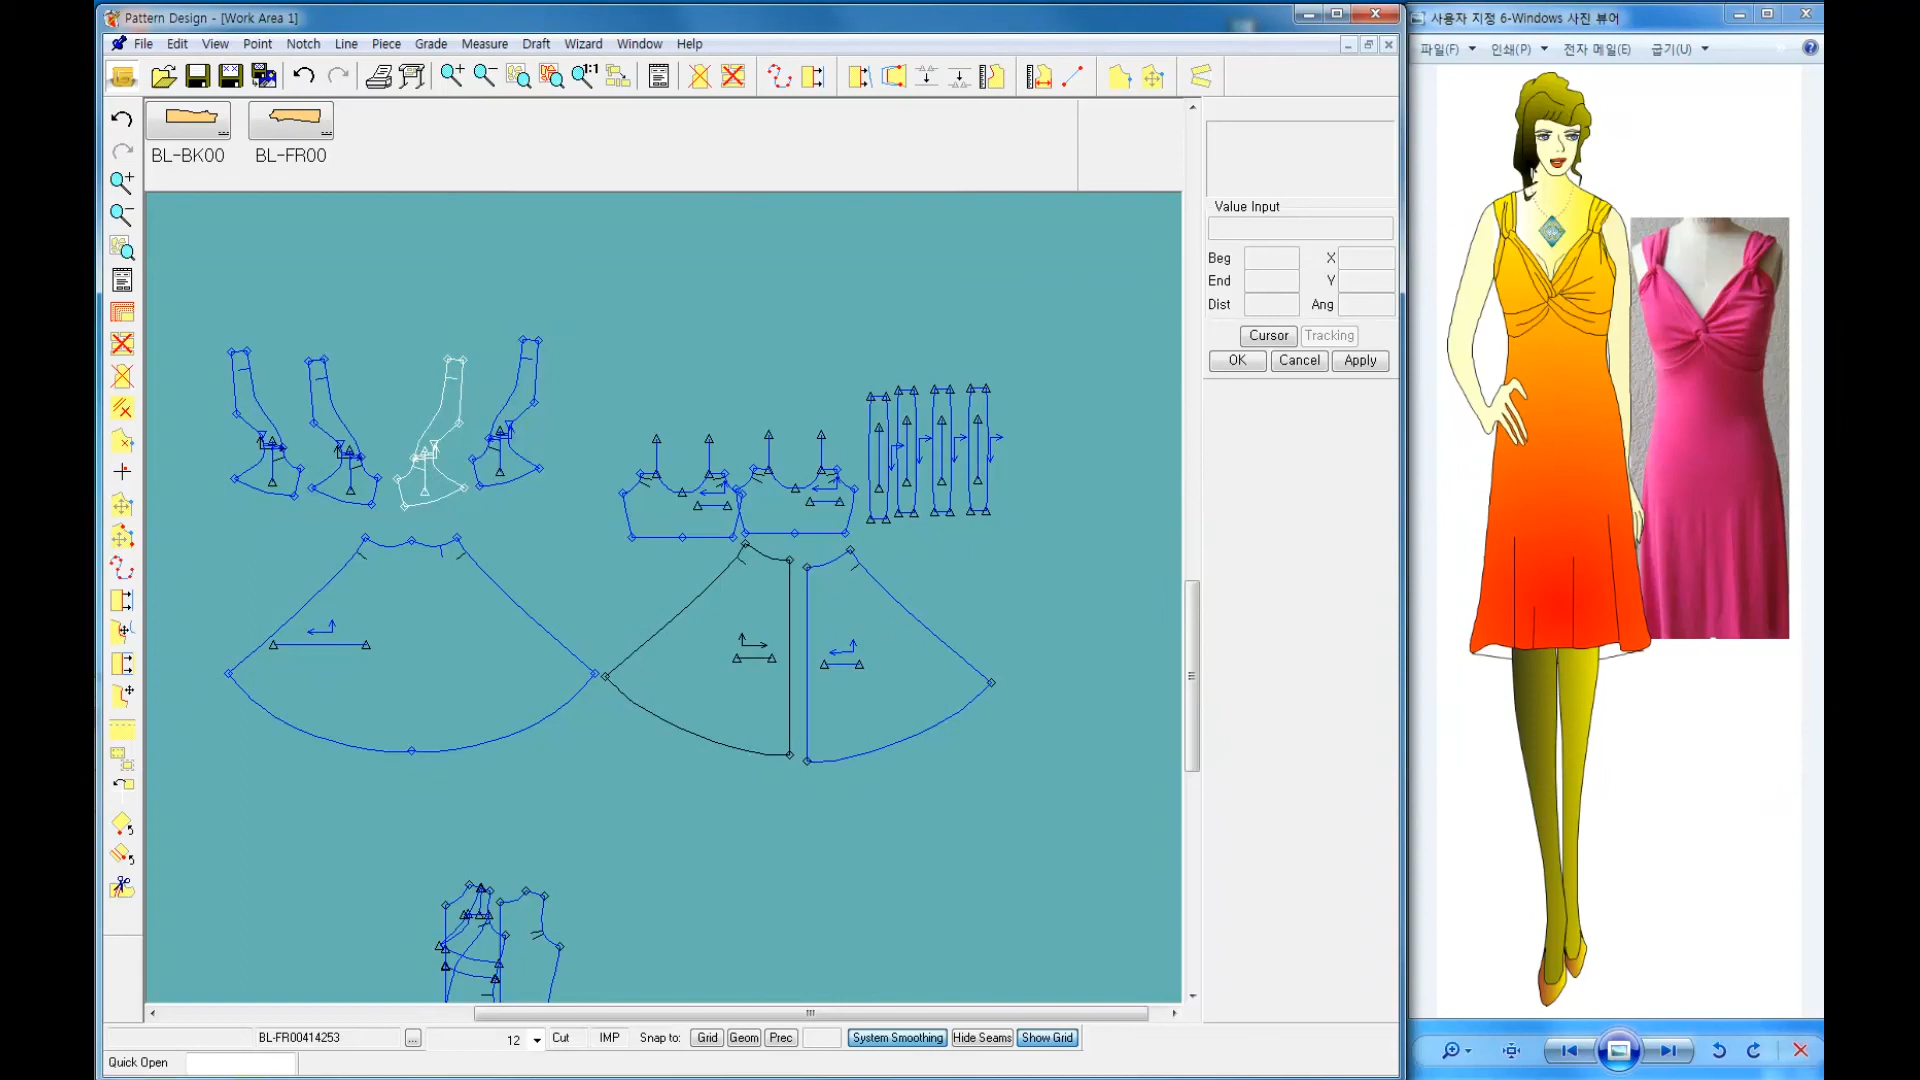 Pattern Design - [Work Area 1]
File Edit View Point Notch Line Piece Grade Measure Draft Wizard Window Help
1:1
BL-BK00 BL-FR00
Value Input
Beg X
End Y
Dist Ang
Cursor Tracking
OK Cancel Apply
BL-FR00414253 ... 12 Cut IMP Snap to: Grid Geom Prec System Smoothing Hide Seams Show Grid
Quick Open
사용자 지정 6-Windows 사진 뷰어
파일(F) 인쇄(P) 전자 메일(E) 굽기(U)